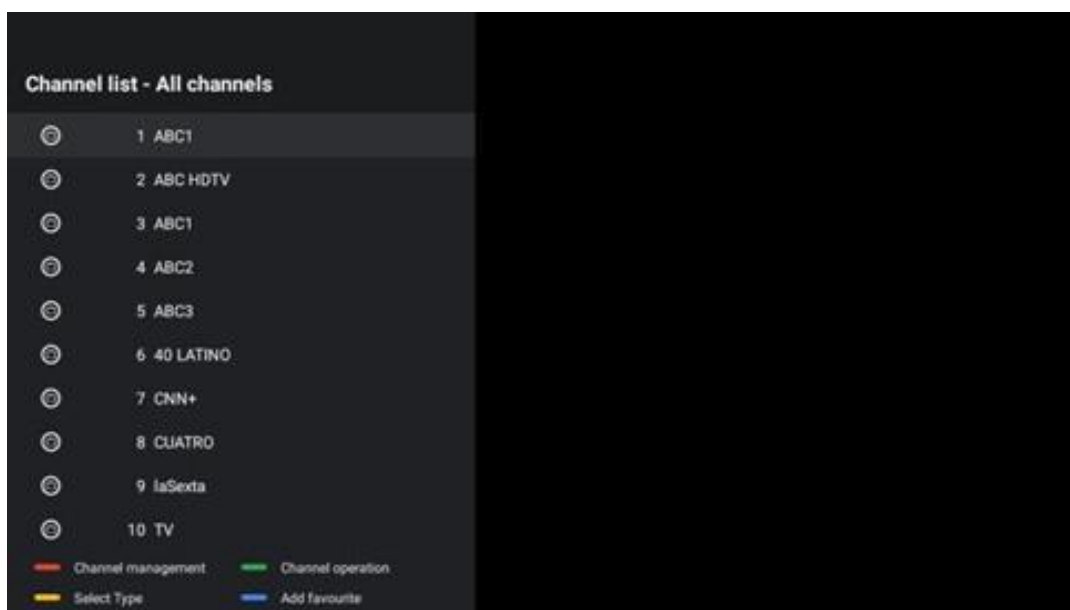 Channel list - All channels
1 ABC1
2 ABC HDTV
3 ABC1
4 ABC2
5 ABC3
6 40 LATINO
7 CNN+
8 CUATRO
9 laSexta
10 TV
Channel management Channel operation
Select Type Add favourite